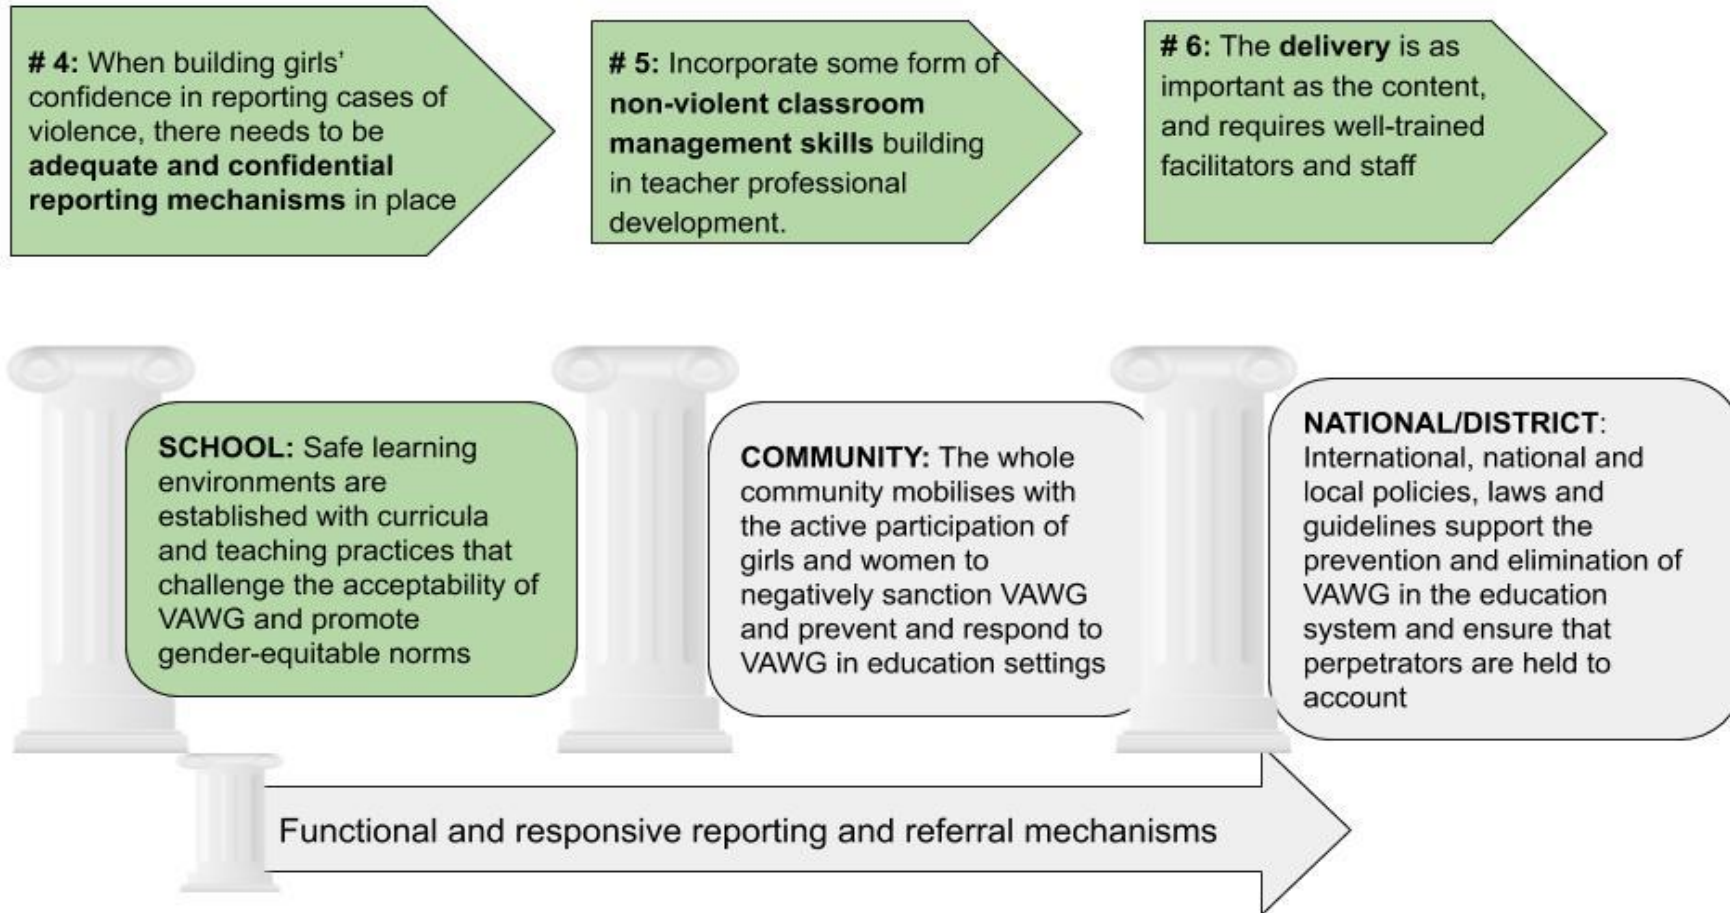 # 4: When building girls’
confidence in reporting cases of
violence, there needs to be
adequate and confidential
reporting mechanisms in place
# 5: Incorporate some form of
non-violent classroom
management skills building
in teacher professional
development.
# 6: The delivery is as
important as the content,
and requires well-trained
facilitators and staff
SCHOOL: Safe learning
environments are
established with curricula
and teaching practices that
challenge the acceptability of
VAWG and promote
gender-equitable norms
COMMUNITY: The whole
community mobilises with
the active participation of
girls and women to
negatively sanction VAWG
and prevent and respond to
VAWG in education settings
NATIONAL/DISTRICT:
International, national and
local policies, laws and
guidelines support the
prevention and elimination of
VAWG in the education
system and ensure that
perpetrators are held to
account
Functional and responsive reporting and referral mechanisms